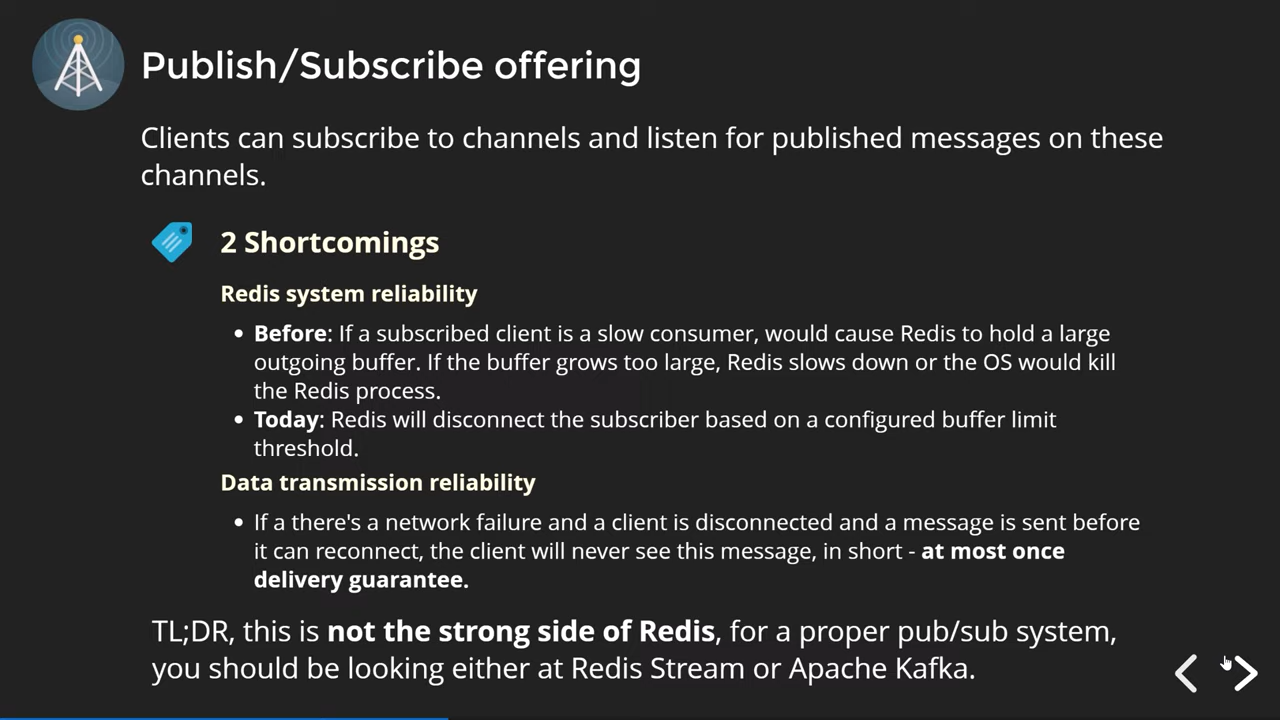 Publish/Subscribe offering
Clients can subscribe to channels and listen for published messages on these
channels.
2 Shortcomings
Redis system reliability
Before: If a subscribed client is a slow consumer, would cause Redis to hold a large
outgoing buffer. If the buffer grows too large, Redis slows down or the OS would kill
the Redis process.
Today: Redis will disconnect the subscriber based on a configured buffer limit
threshold.
Data transmission reliability
If a there's a network failure and a client is disconnected and a message is sent before
it can reconnect, the client will never see this message, in short - at most once
delivery guarantee.
TL;DR, this is not the strong side of Redis, for a proper pub/sub system,
you should be looking either at Redis Stream or Apache Kafka.